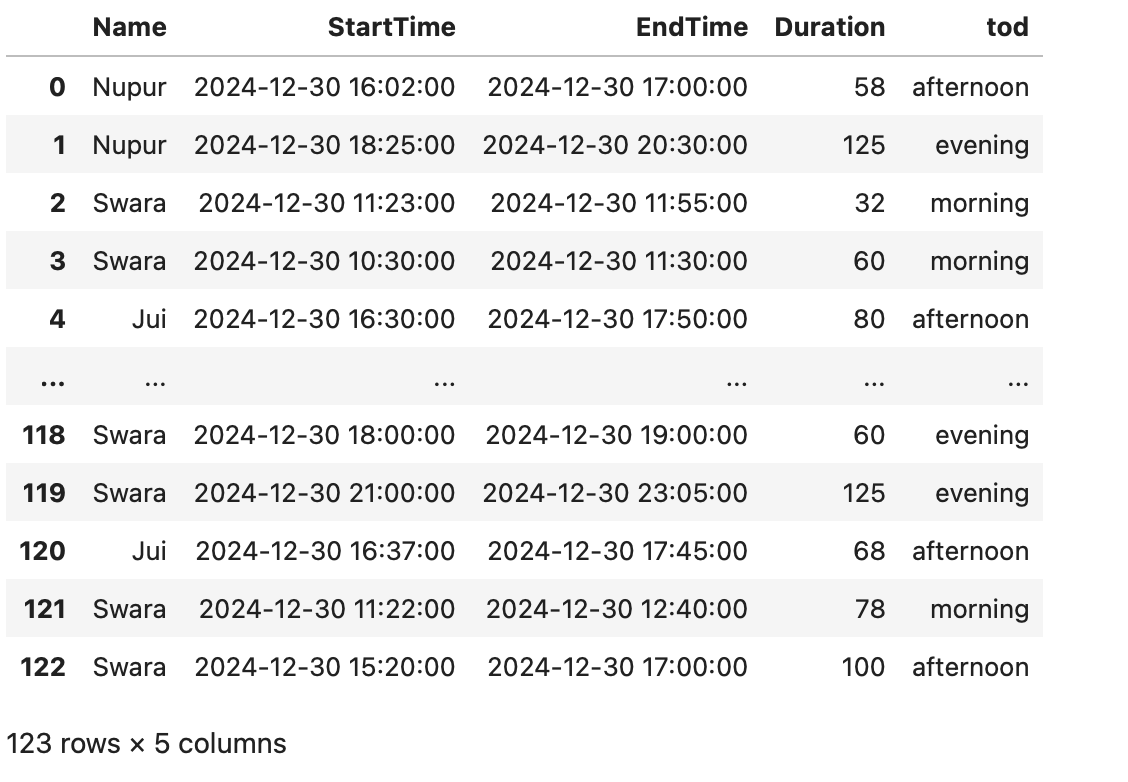 Name StartTime EndTime Duration tod
0 Nupur 2024-12-30 16:02:00 2024-12-30 17:00:00 58 afternoon
1 Nupur 2024-12-30 18:25:00 2024-12-30 20:30:00 125 evening
2 Swara 2024-12-30 11:23:00 2024-12-30 11:55:00 32 morning
3 Swara 2024-12-30 10:30:00 2024-12-30 11:30:00 60 morning
4 Jui 2024-12-30 16:30:00 2024-12-30 17:50:00 80 afternoon
... ... ... ... ... ...
118 Swara 2024-12-30 18:00:00 2024-12-30 19:00:00 60 evening
119 Swara 2024-12-30 21:00:00 2024-12-30 23:05:00 125 evening
120 Jui 2024-12-30 16:37:00 2024-12-30 17:45:00 68 afternoon
121 Swara 2024-12-30 11:22:00 2024-12-30 12:40:00 78 morning
122 Swara 2024-12-30 15:20:00 2024-12-30 17:00:00 100 afternoon
123 rows × 5 columns